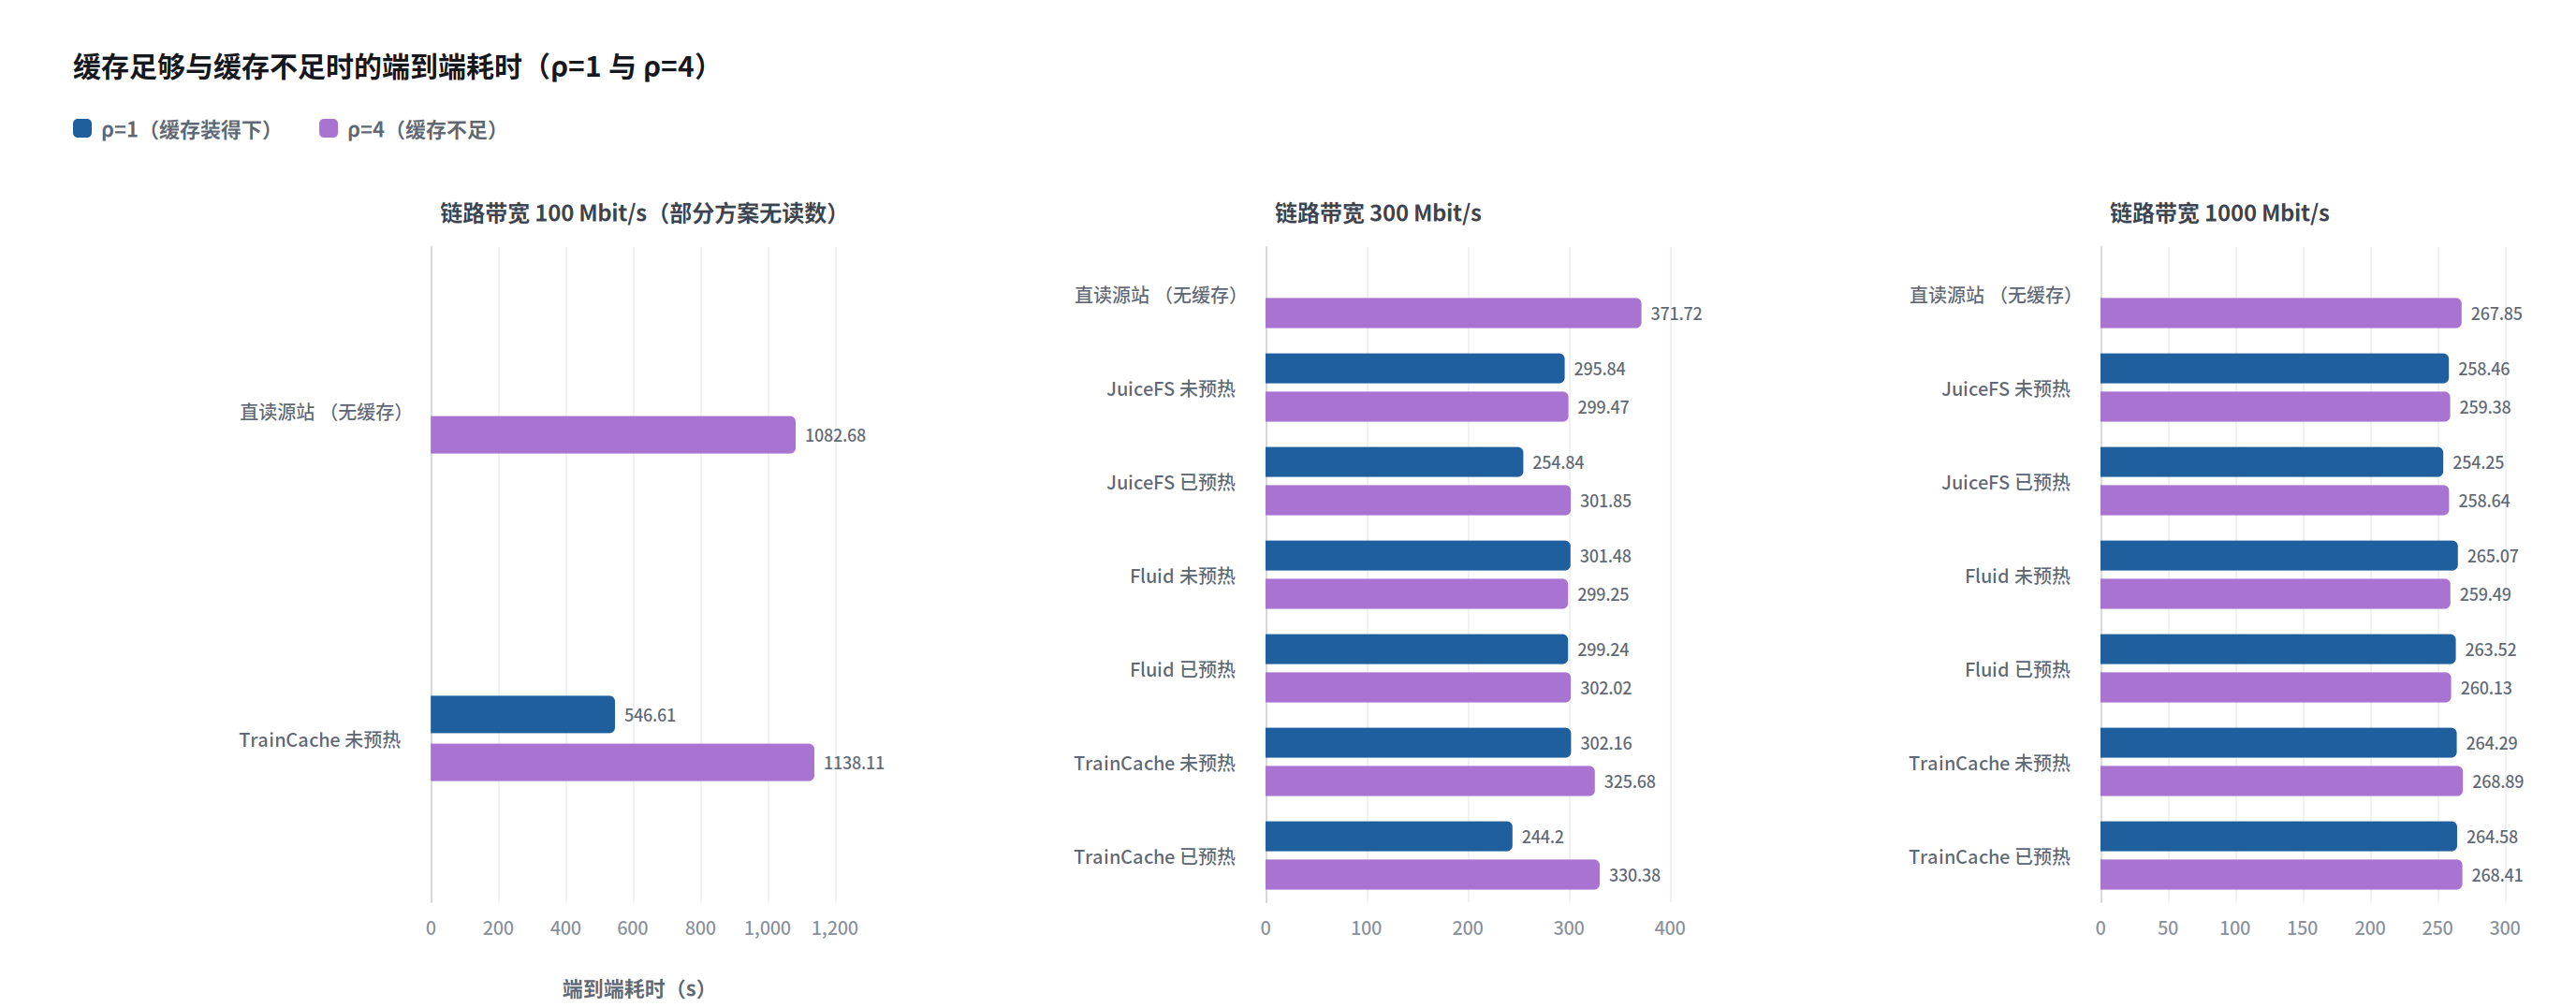 缓存足够与缓存不足时的端到端耗时（ρ=1 与 ρ=4）
ρ=1（缓存装得下） ρ=4（缓存不足）
链路带宽 100 Mbit/s（部分方案无读数）
直读源站 （无缓存）
1082.68
TrainCache 未预热
546.61
1138.11
0 200 400 600 800 1,000 1,200
端到端耗时（s）
链路带宽 300 Mbit/s
直读源站 （无缓存）
371.72
JuiceFS 未预热
295.84
299.47
JuiceFS 已预热
254.84
301.85
Fluid 未预热
301.48
299.25
Fluid 已预热
299.24
302.02
TrainCache 未预热
302.16
325.68
TrainCache 已预热
244.2
330.38
0 100 200 300 400
链路带宽 1000 Mbit/s
直读源站 （无缓存）
267.85
JuiceFS 未预热
258.46
259.38
JuiceFS 已预热
254.25
258.64
Fluid 未预热
265.07
259.49
Fluid 已预热
263.52
260.13
TrainCache 未预热
264.29
268.89
TrainCache 已预热
264.58
268.41
0 50 100 150 200 250 300